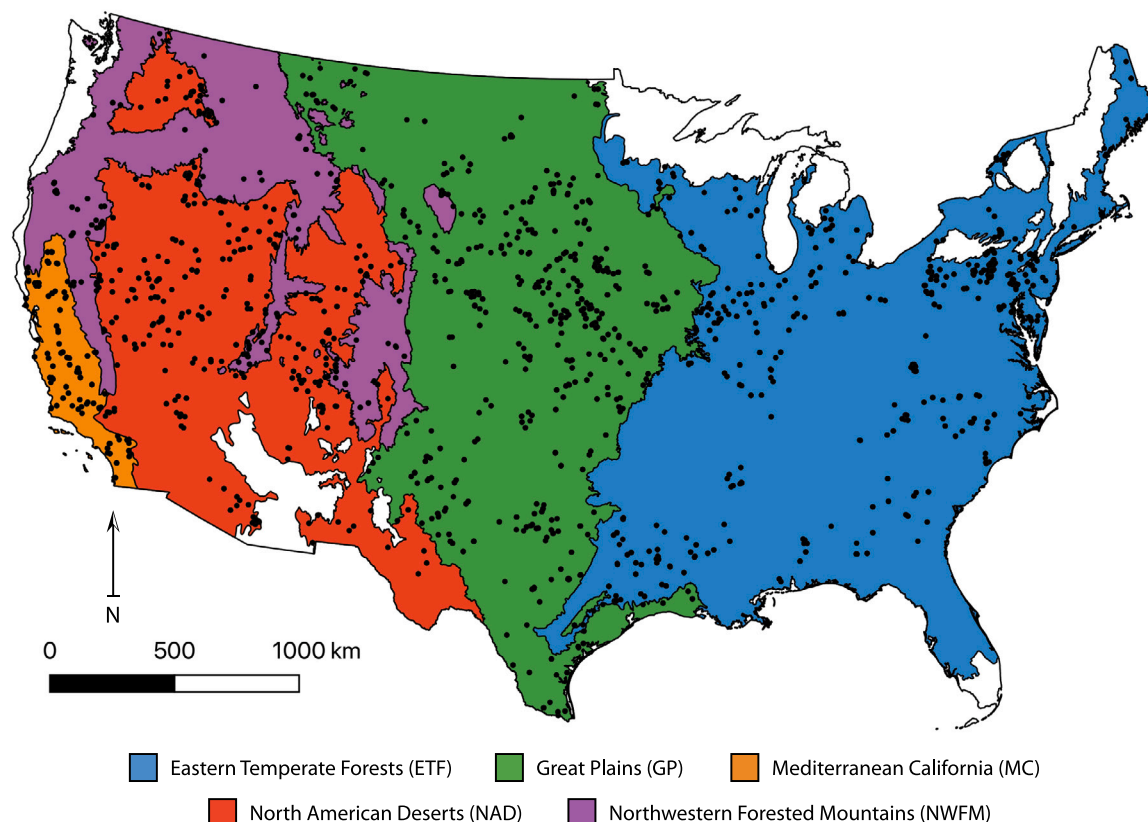 N
0 500 1000 km
Eastern Temperate Forests (ETF) Great Plains (GP) Mediterranean California (MC)
North American Deserts (NAD) Northwestern Forested Mountains (NWFM)